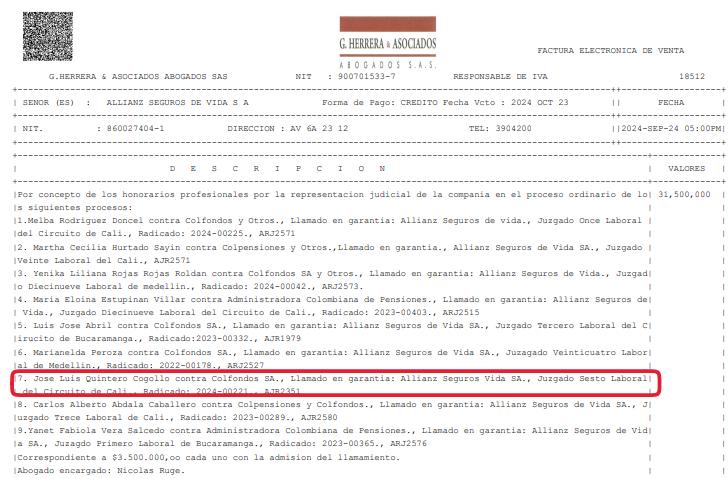 G. HERRERA & ASOCIADOS
ABOGADOS S.A.S.
FACTURA ELECTRONICA DE VENTA
G.HERRERA & ASOCIADOS ABOGADOS SAS NIT : 900701533-7 RESPONSABLE DE IVA 18512
SENOR (ES) : ALLIANZ SEGUROS DE VIDA S A Forma de Pago: CREDITO Fecha Vcto : 2024 OCT 23 || FECHA
NIT. : 860027404-1 DIRECCION : AV 6A 23 12 TEL: 3904200 ||2024-SEP-24 05:00PM|
D E S C R I P C I O N | VALORES |
|Por concepto de los honorarios profesionales por la representacion judicial de la compania en el proceso ordinario de lo| 31,500,000 |
|s siguientes procesos:
|1.Melba Rodriguez Doncel contra Colfondos y Otros., Llamado en garantia: Allianz Seguros de vida., Juzgado Once Laboral |
|del Circuito de Cali., Radicado: 2024-00225., ARJ2571
|2. Martha Cecilia Hurtado Sayin contra Colpensiones y Otros.,Llamado en garantia., Allianz Seguros de Vida SA., Juzgado |
|Veinte Laboral del Cali., AJR2571
|3. Yenika Liliana Rojas Rojas Roldan contra Colfondos SA y Otros., Llamado en garantia: Allianz Seguros de Vida., Juzgad|
|o Diecinueve Laboral de medellin., Radicado: 2024-00042., ARJ2573.
|4. Maria Eloina Estupinan Villar contra Administradora Colombiana de Pensiones., Llamado en garantia: Allianz Seguros de|
| Vida., Juzgado Diecinueve Laboral del Circuito de Cali., Radicado: 2023-00403., ARJ2515
|5. Luis Jose Abril contra Colfondos SA., Llamado en garantia: Allianz Seguros de Vida SA., Juzgado Tercero Laboral del C|
|irucito de Bucaramanga., Radicado:2023-00332., AJR1979
|6. Marianelda Peroza contra Colfondos SA., Llamado en garantia: Allianz Seguros de Vida SA., Juzagado Veinticuatro Labor|
|al de Medellin., Radicado: 2022-00178., ARJ2527
|7. Jose Luis Quintero Cogollo contra Colfondos SA., Llamado en garantia: Allianz Seguros Vida SA., Juzgado Sesto Laboral|
|del Circuito de Cali., Radicado: 2024-00221., AJR2351
|8. Carlos Alberto Abdala Caballero contra Colpensiones y Colfondos., Llamado en garantia: Allianz Seguros de Vida SA., J|
|uzgado Trece Laboral de Cali., Radicado: 2023-00289., AJR2580
|9.Yanet Fabiola Vera Salcedo contra Administradora Colombiana de Pensiones., Llamado en garantia: Allianz Seguros de Vid|
|a SA., Juzagdo Primero Laboral de Bucaramanga., Radicado: 2023-00365., ARJ2576
|Correspondiente a $3.500.000,oo cada uno con la admision del llamamiento.
|Abogado encargado: Nicolas Ruge.